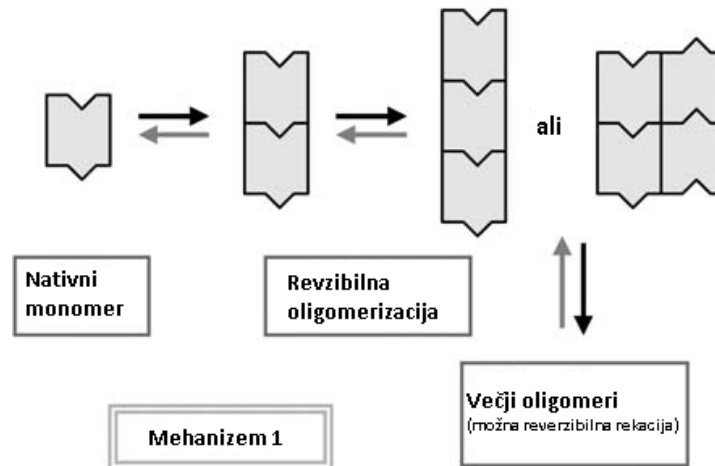 ali
Nativni
monomer
Revzibilna
oligomerizacija
Večji oligomeri
(možna reverzibilna rekacija)
Mehanizem 1